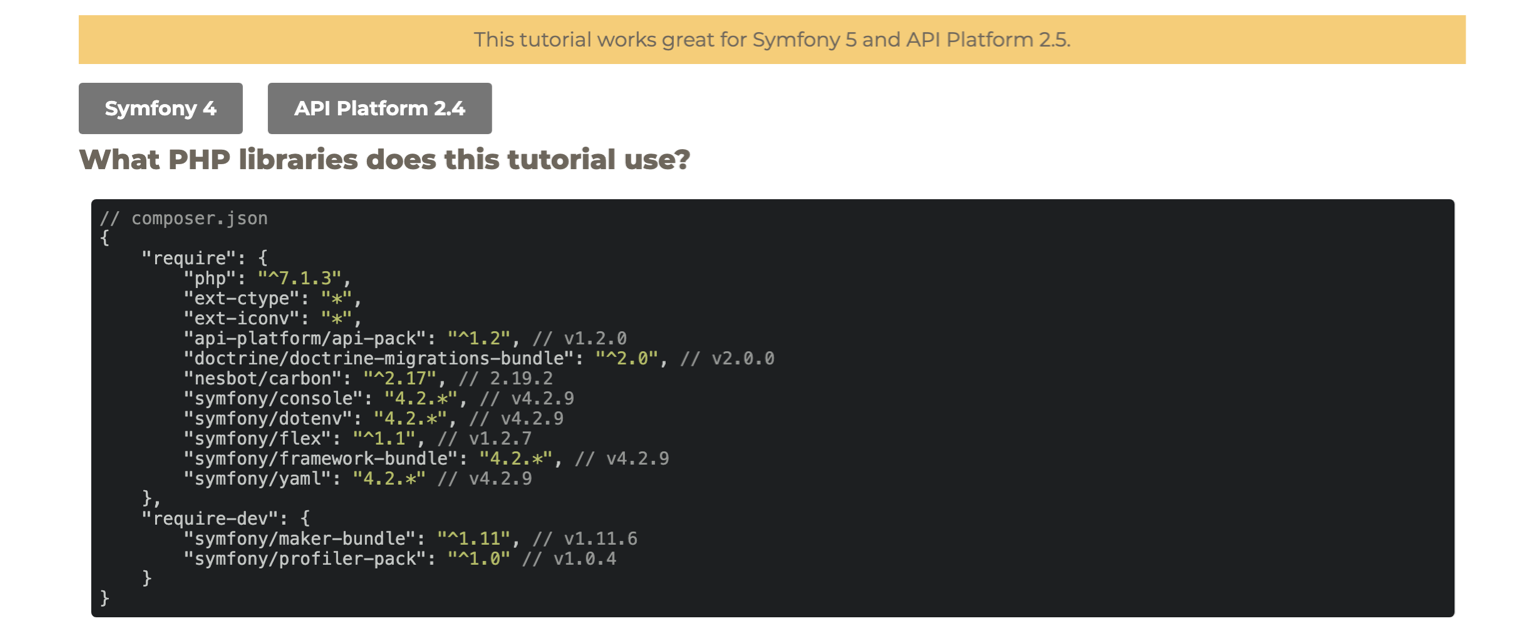 This tutorial works great for Symfony 5 and API Platform 2.5.
Symfony 4 API Platform 2.4
What PHP libraries does this tutorial use?
// composer.json
{
    "require": {
        "php": "^7.1.3",
        "ext-ctype": "*",
        "ext-iconv": "*",
        "api-platform/api-pack": "^1.2", // v1.2.0
        "doctrine/doctrine-migrations-bundle": "^2.0", // v2.0.0
        "nesbot/carbon": "^2.17", // 2.19.2
        "symfony/console": "4.2.*", // v4.2.9
        "symfony/dotenv": "4.2.*", // v4.2.9
        "symfony/flex": "^1.1", // v1.2.7
        "symfony/framework-bundle": "4.2.*", // v4.2.9
        "symfony/yaml": "4.2.*" // v4.2.9
    },
    "require-dev": {
        "symfony/maker-bundle": "^1.11", // v1.11.6
        "symfony/profiler-pack": "^1.0" // v1.0.4
    }
}